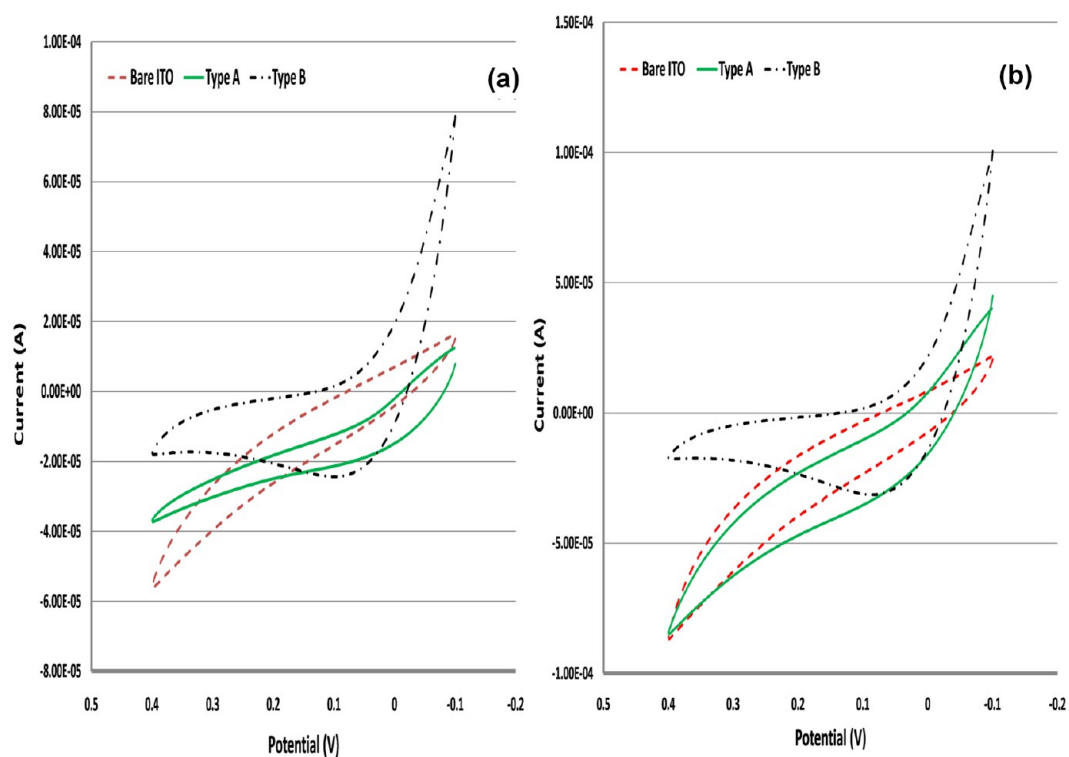 1.00E-04
Bare ITO Type A Type B (a)
8.00E-05
6.00E-05
4.00E-05
2.00E-05
0.00E+00
-2.00E-05
-4.00E-05
-6.00E-05
-8.00E-05
0.5 0.4 0.3 0.2 0.1 0 -0.1 -0.2
Potential (V)
Current (A)
1.50E-04
Bare ITO Type A Type B (b)
1.00E-04
5.00E-05
0.00E+00
-5.00E-05
-1.00E-04
0.5 0.4 0.3 0.2 0.1 0 -0.1 -0.2
Potential (V)
Current (A)